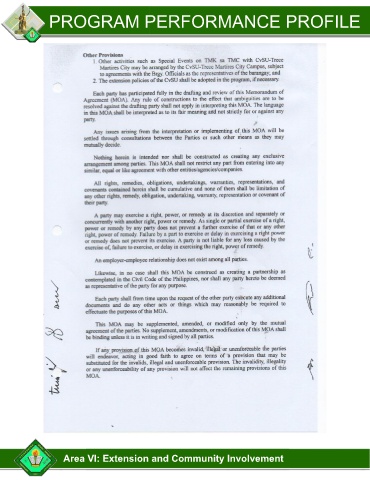 PROGRAM PERFORMANCE PROFILE
Other Provisions
1. Other activities such as Special Events on TMK sa TMC with CvSU-Trece
Martires City may be arranged by the CvSU-Trece Martires City Campus, subject
to agreements with the Brgy. Officials as the representatives of the barangay, and
2. The extension policies of the CvSU shall be adopted in the program, if necessary.
Each party has participated fully in the drafting and review of this Memorandum of
Agreement (MOA). Any rule of constructions to the effect that ambiguities are to be
resolved against the drafting party shall not apply in interpreting this MOA. The language
in this MOA shall be interpreted as to its fair meaning and not strictly for or against any
party.
Any issues arising from the interpretation or implementing of this MOA will be
settled through consultations between the Parties or such other means as they may
mutually decide.
Nothing herein is intended nor shall be constructed as creating any exclusive
arrangement among parties. This MOA shall not restrict any part from entering into any
similar, equal or like agreement with other entities/agencies/companies
All rights, remedies, obligations, undertakings, warranties, representations, and
covenants contained herein shall be cumulative and none of them shall be limitation of
any other rights, remedy, obligation, undertaking, warranty, representation or covenant of
their party.
A party may exercise a right, power, or remedy at its discretion and separately or
concurrently with another right, power or remedy. As single or partial exercise of a right,
power or remedy by any party does not prevent a further exercise of that or any other
right, power of remedy. Failure by a part to exercise or delay in exercising a right power
or remedy does not prevent its exercise. A party is not liable for any loss caused by the
exercise of, failure to exercise, or delay in exercising the right, power of remedy.
An employer-employee relationship does not exist among all parties.
Likewise, in no case shall this MOA be construed as creating a partnership as
contemplated in the Civil Code of the Philippines, nor shall any party hereto be deemed
as representative of the party for any purpose.
Each party shall from time upon the request of the other party execute any additional
documents and do any other acts or things which may reasonably be required to
effectuate the purposes of this MOA.
This MOA may be supplemented, amended, or modified only by the mutual
agreement of the parties. No supplement, amendments, or modification of this MOA shall
be binding unless it is in writing and signed by all parties.
If any provision of this MOA becomes invalid, illegal or unenforceable the parties
will endeavor, acting in good faith to agree on terms of a provision that may be
substituted for the invalids, illegal and unenforceable provision. The invalidity, illegality
or any unenforceability of any provision will not affect the remaining provisions of this
MOA.
Area VI: Extension and Community Involvement